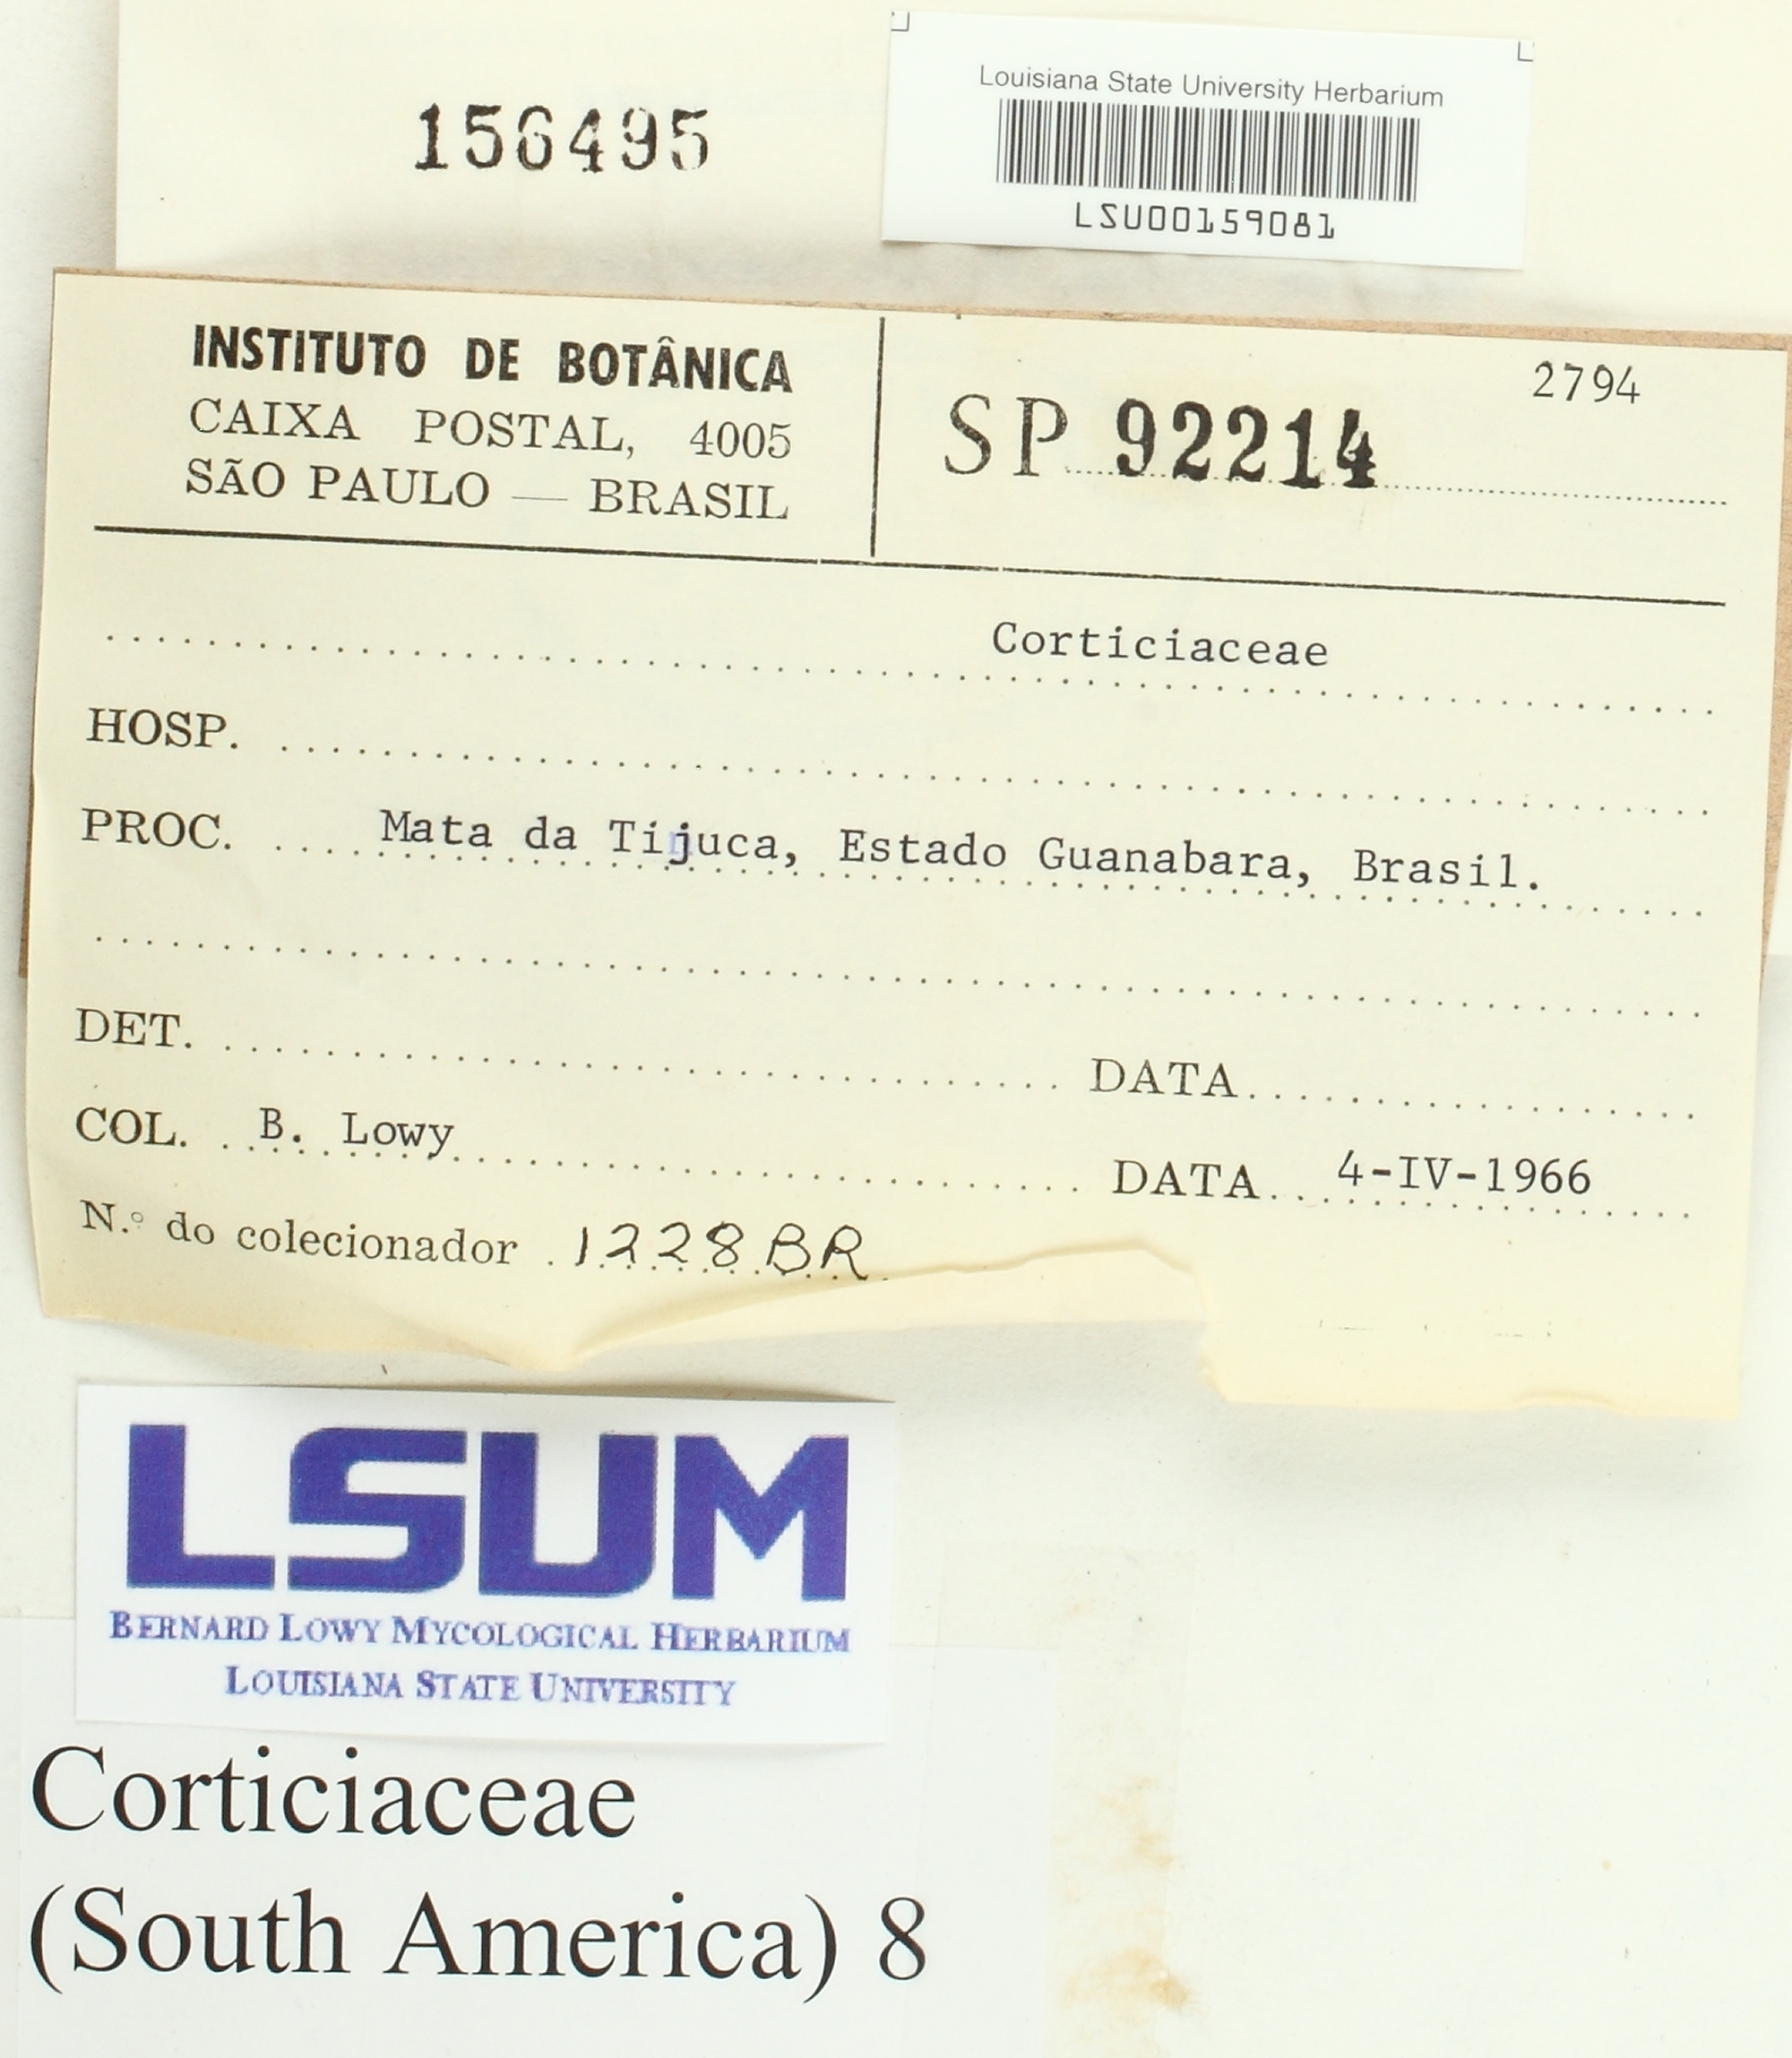 156495
Louisiana State University Herbarium
LSU00159081
INSTITUTO DE BOTÂNICA
CAIXA POSTAL, 4005
SÃO PAULO — BRASIL
2794
SP 92214
Corticiaceae
HOSP.
PROC. Mata da Tijuca, Estado Guanabara, Brasil.
DET. DATA
COL. B. Lowy DATA 4-IV-1966
N.º do colecionador 1228 BR
LSUM
BERNARD LOWY MYCOLOGICAL HERBARIUM
LOUISIANA STATE UNIVERSITY
Corticiaceae
(South America) 8